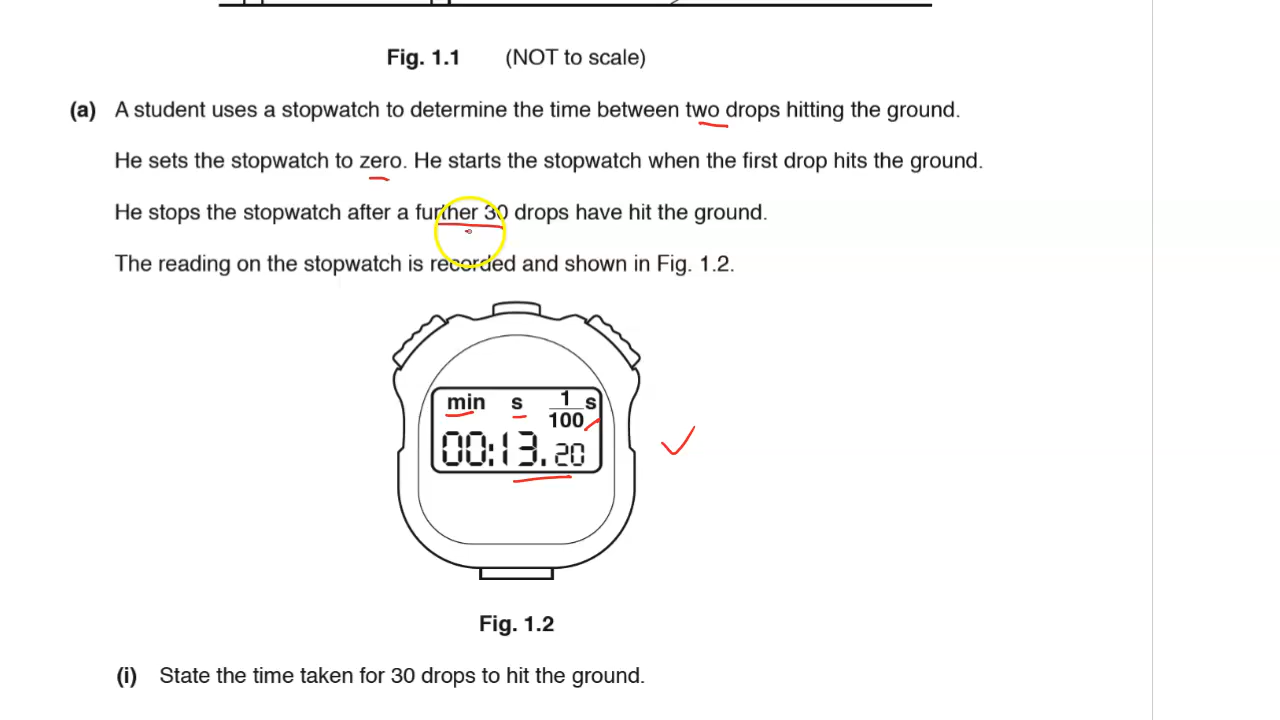 Fig. 1.1 (NOT to scale)
(a) A student uses a stopwatch to determine the time between two drops hitting the ground.
He sets the stopwatch to zero. He starts the stopwatch when the first drop hits the ground.
He stops the stopwatch after a further 30 drops have hit the ground.
The reading on the stopwatch is recorded and shown in Fig. 1.2.
min s 1/100 s
00:13.20
Fig. 1.2
(i) State the time taken for 30 drops to hit the ground.